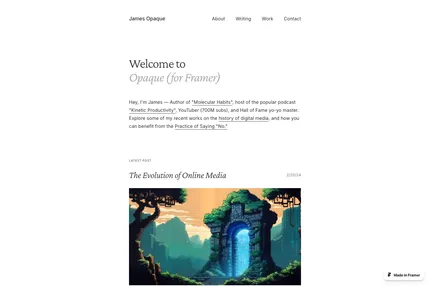 James Opaque
About
Writing
Work
Contact
Welcome to
Opaque (for Framer)
Hey, I'm James — Author of "Molecular Habits", host of the popular podcast
"Kinetic Productivity", YouTuber (700M subs), and Hall of Fame yo-yo master.
Explore some of my recent works on the history of digital media, and how you
can benefit from the Practice of Saying "No."
LATEST POST
The Evolution of Online Media
Made in Framer